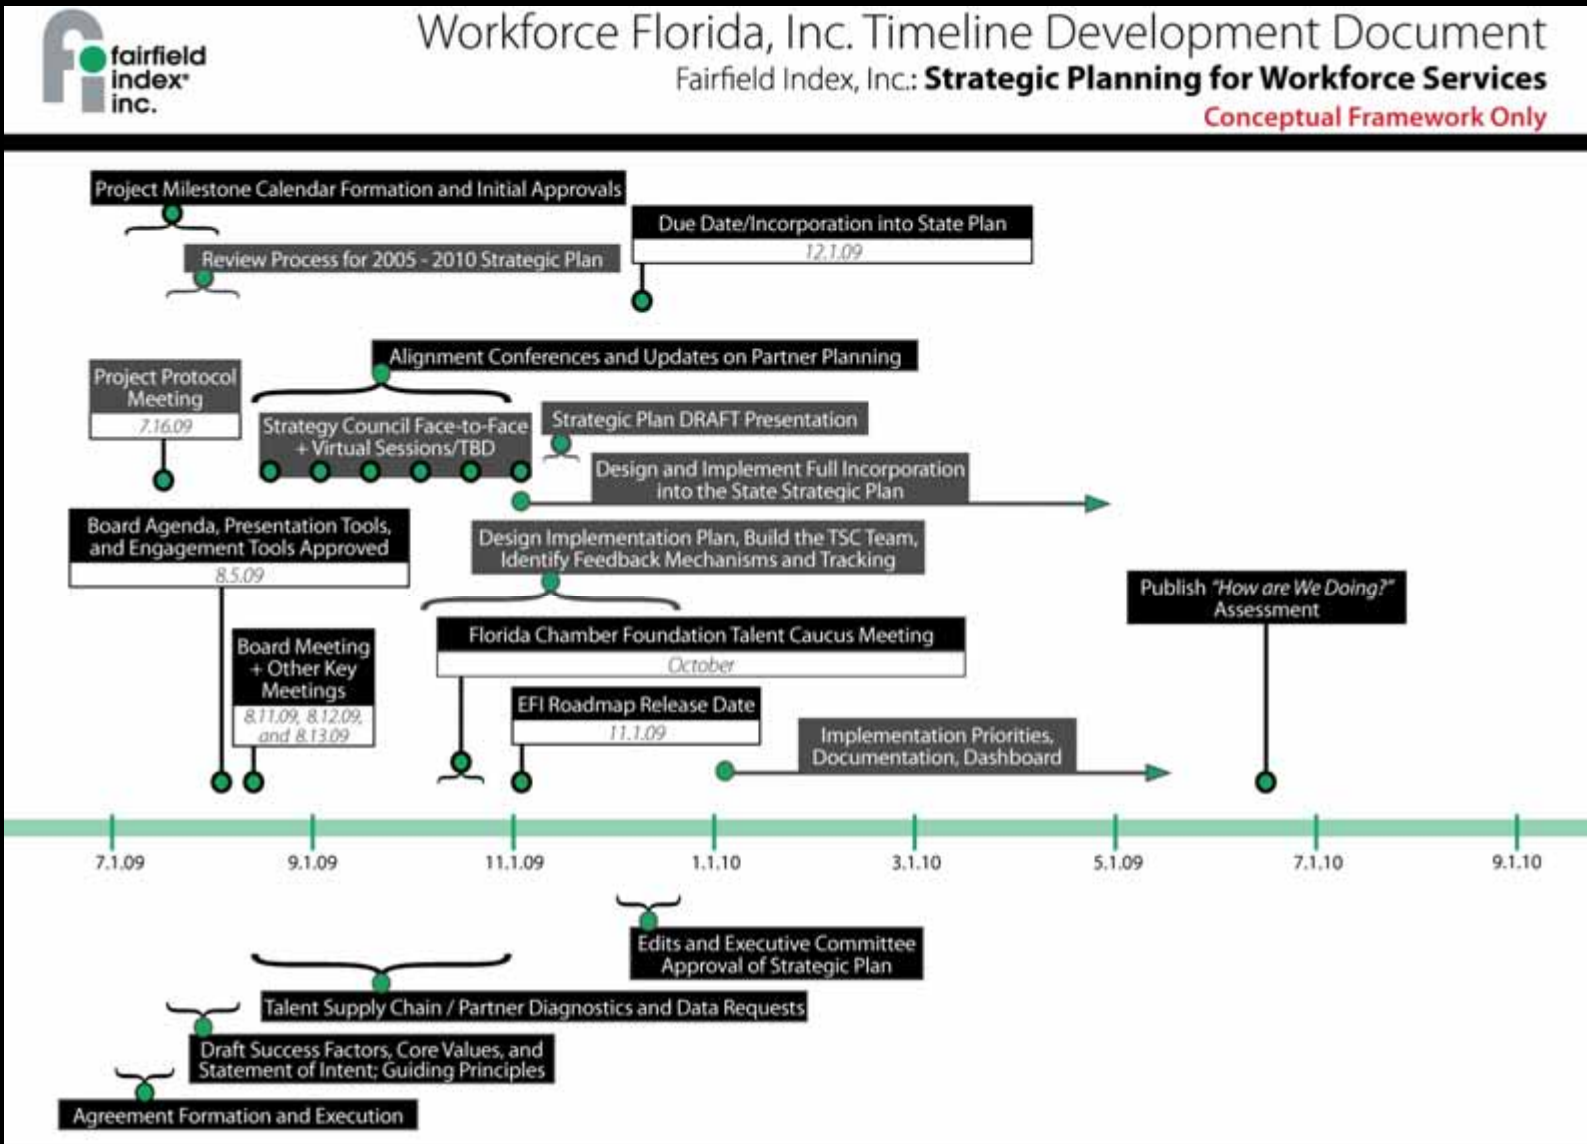 fairfield
index®
inc.
Workforce Florida, Inc. Timeline Development Document
Fairfield Index, Inc.: Strategic Planning for Workforce Services
Conceptual Framework Only
Project Milestone Calendar Formation and Initial Approvals
Due Date/Incorporation into State Plan
12.1.09
Review Process for 2005 - 2010 Strategic Plan
Alignment Conferences and Updates on Partner Planning
Project Protocol
Meeting
7.16.09
Strategy Council Face-to-Face
+ Virtual Sessions/TBD
Strategic Plan DRAFT Presentation
Design and Implement Full Incorporation
into the State Strategic Plan
Board Agenda, Presentation Tools,
and Engagement Tools Approved
8.5.09
Design Implementation Plan, Build the TSC Team,
Identify Feedback Mechanisms and Tracking
Publish "How are We Doing?"
Assessment
Board Meeting
+ Other Key
Meetings
8.11.09, 8.12.09,
and 8.13.09
Florida Chamber Foundation Talent Caucus Meeting
October
EFI Roadmap Release Date
11.1.09
Implementation Priorities,
Documentation, Dashboard
7.1.09
9.1.09
11.1.09
1.1.10
3.1.10
5.1.09
7.1.10
9.1.10
Edits and Executive Committee
Approval of Strategic Plan
Talent Supply Chain / Partner Diagnostics and Data Requests
Draft Success Factors, Core Values, and
Statement of Intent; Guiding Principles
Agreement Formation and Execution